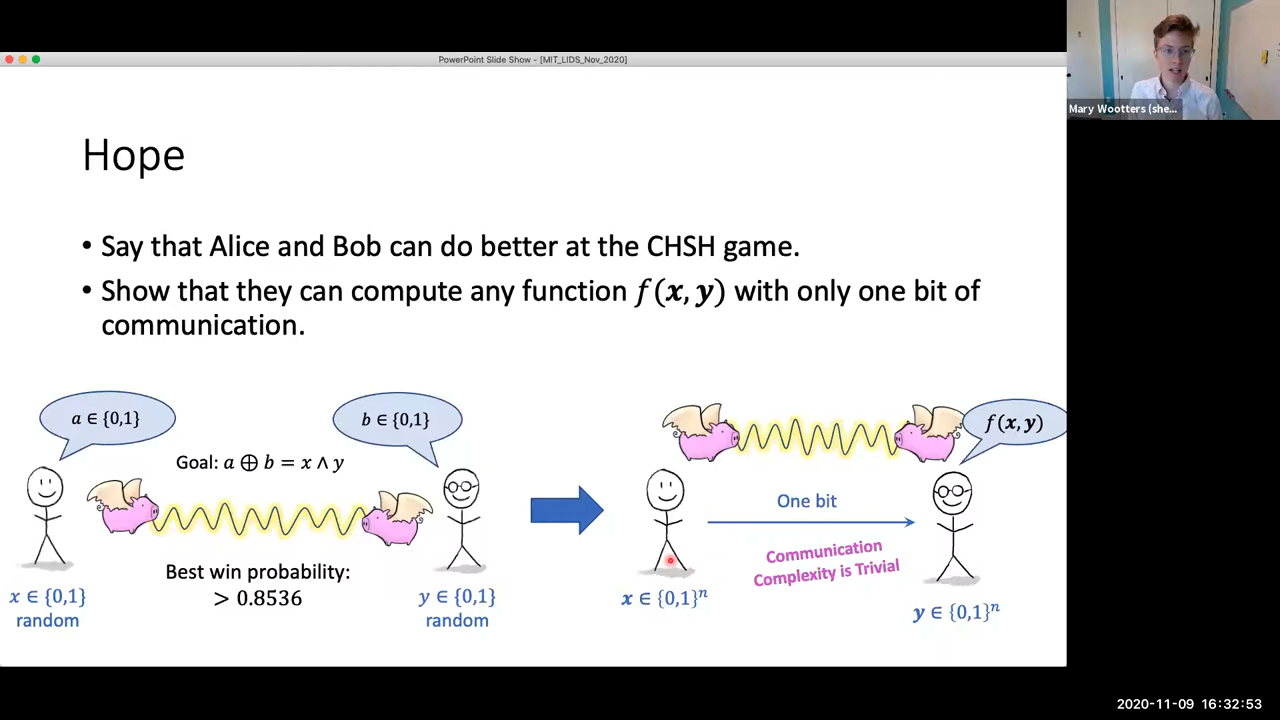 PowerPoint Slide Show - [MIT_LIDS_Nov_2020]
Mary Wootters (she...
Hope
• Say that Alice and Bob can do better at the CHSH game.
• Show that they can compute any function f(x, y) with only one bit of
communication.
a ∈ {0,1}
b ∈ {0,1}
f(x, y)
Goal: a ⊕ b = x ∧ y
One bit
Communication
Complexity is Trivial
Best win probability:
> 0.8536
x ∈ {0,1}
random
y ∈ {0,1}
random
x ∈ {0,1}ⁿ
y ∈ {0,1}ⁿ
2020-11-09 16:32:53